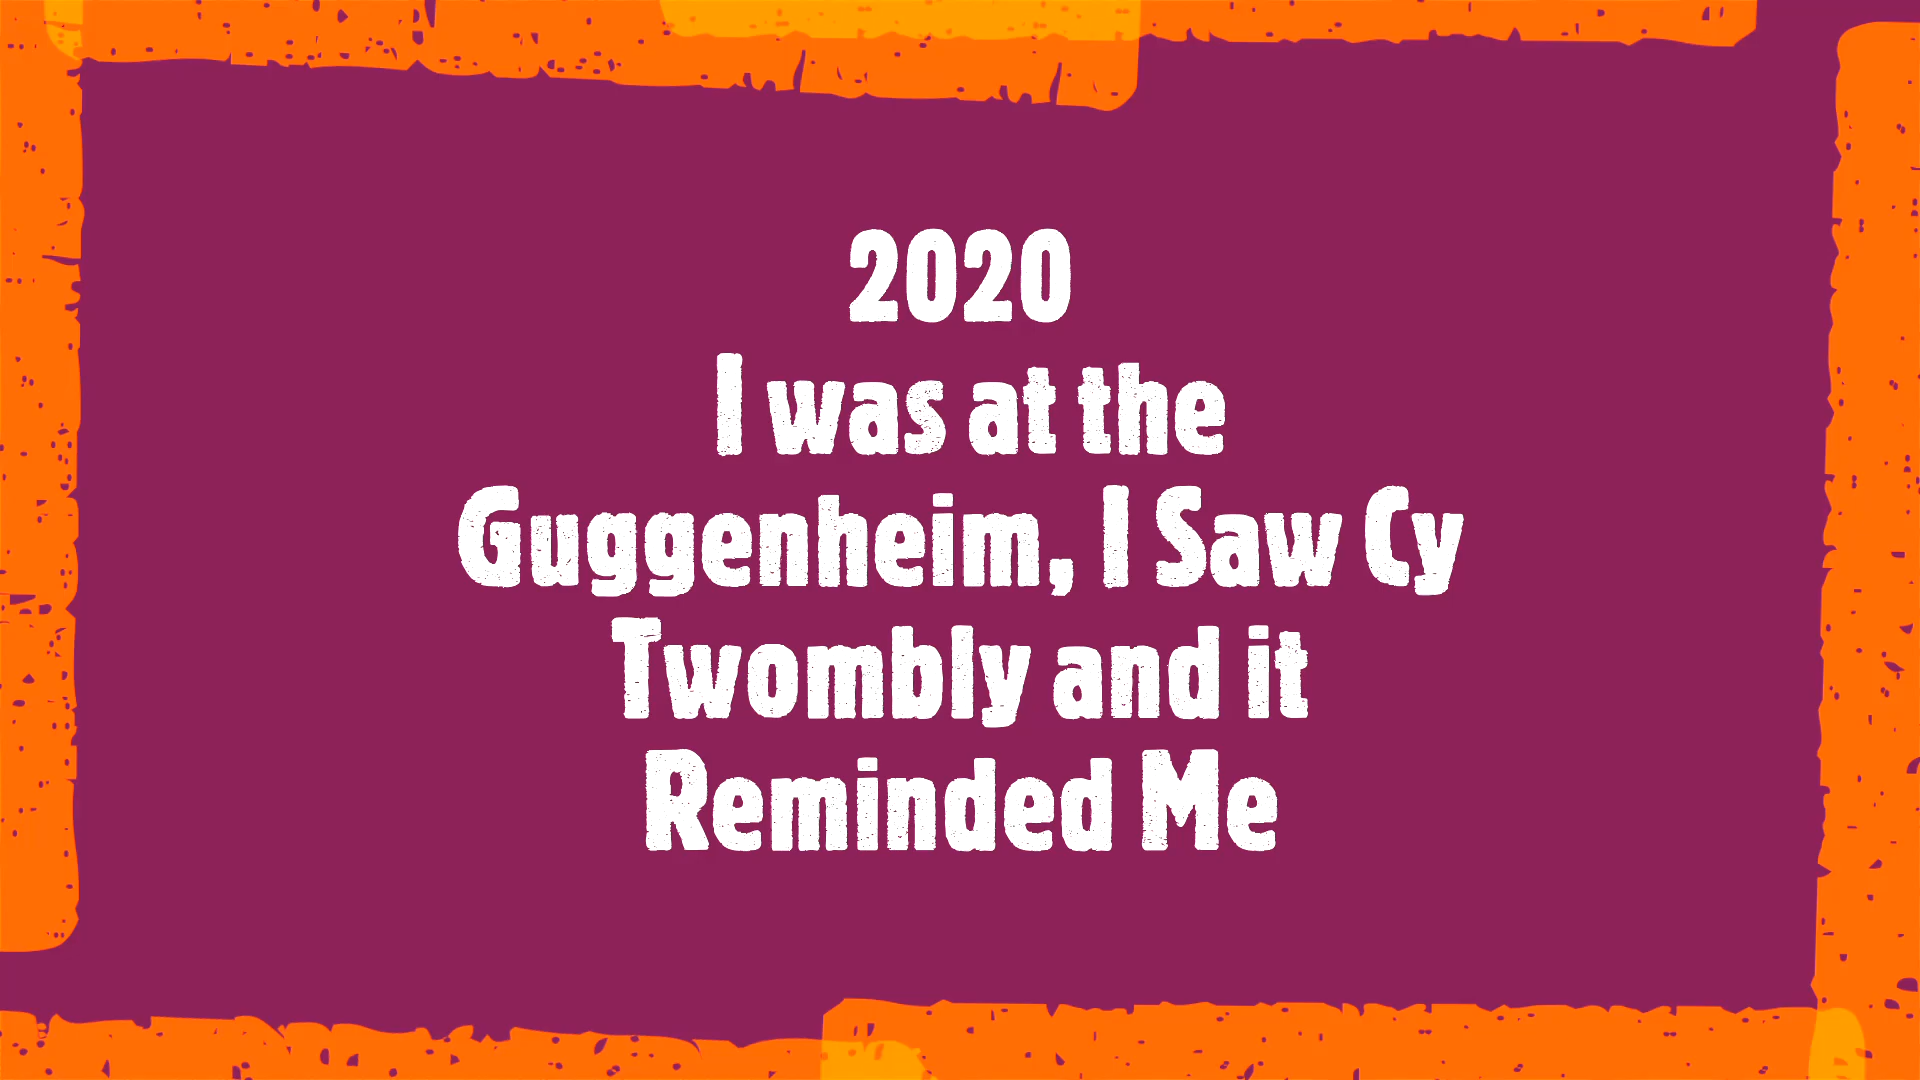 2020
I was at the
Guggenheim, I Saw Cy
Twombly and it
Reminded Me